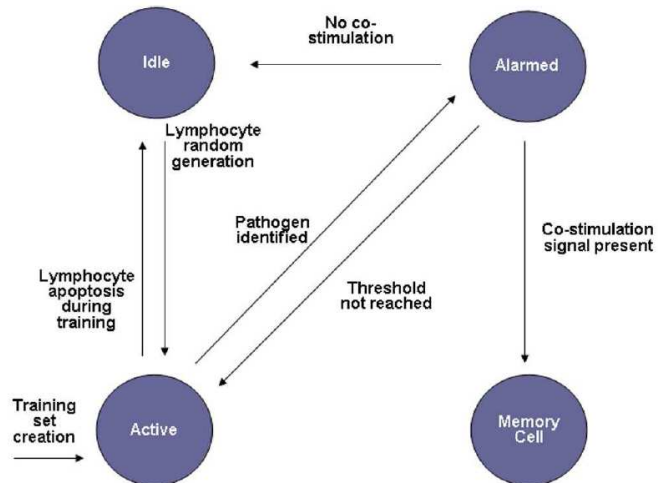 No co-
stimulation
Idle
Alarmed
Lymphocyte
random
generation
Pathogen
identified
Co-stimulation
signal present
Lymphocyte
apoptosis
during
training
Threshold
not reached
Training
set
creation
Active
Memory
Cell